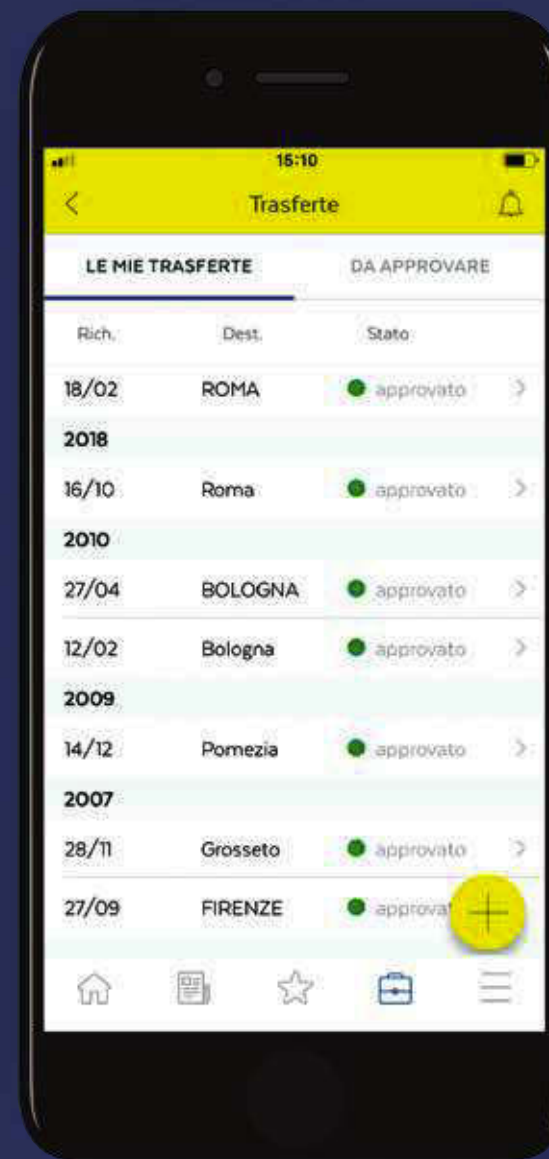 15:10
Trasferte
LE MIE TRASFERTE DA APPROVARE
Rich. Dest. Stato
18/02 ROMA approvato
2018
16/10 Roma approvato
2010
27/04 BOLOGNA approvato
12/02 Bologna approvato
2009
14/12 Pomezia approvato
2007
28/11 Grosseto approvato
27/09 FIRENZE approva